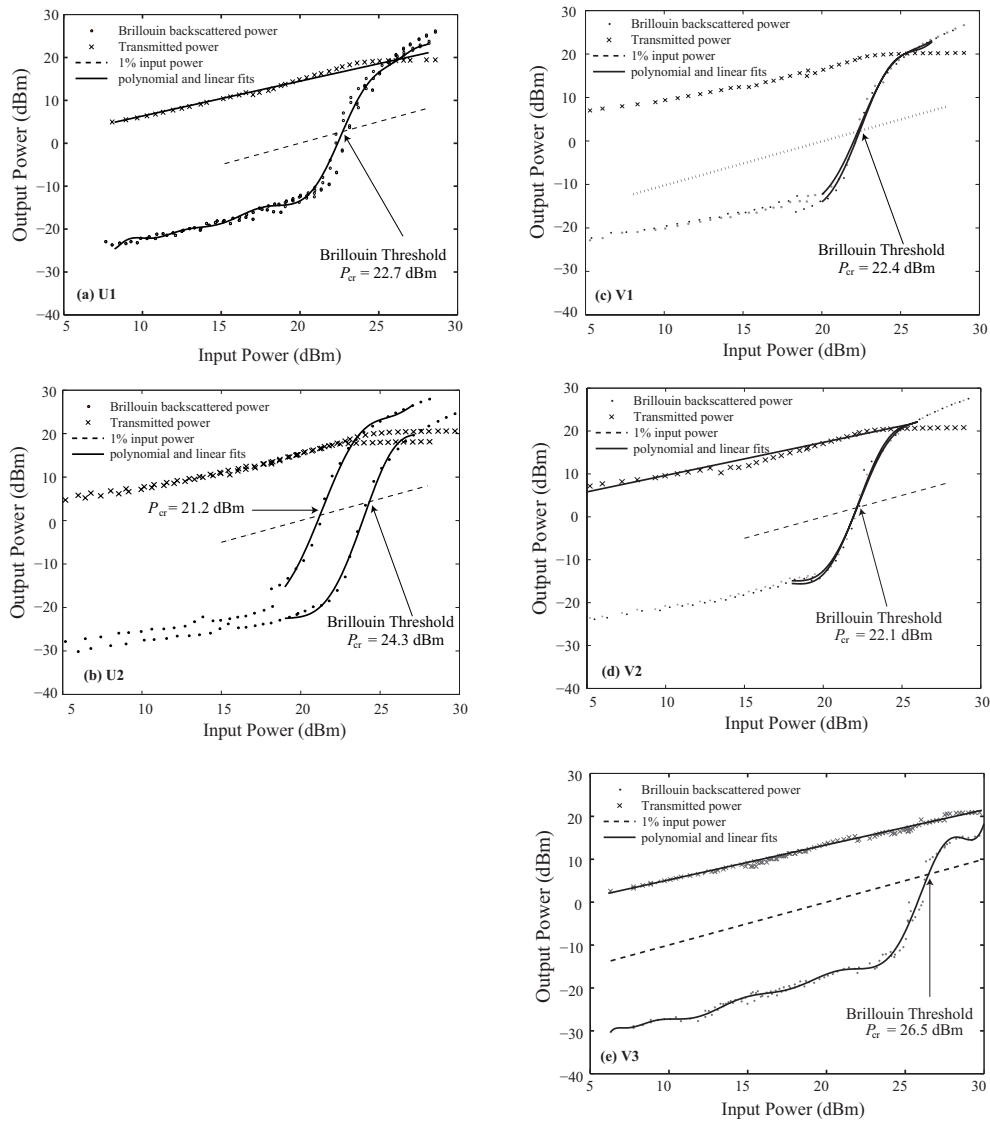 30
20
10
0
−10
−20
−30
−40
Output Power (dBm)
Brillouin backscattered power
Transmitted power
1% input power
polynomial and linear fits
Brillouin Threshold
Pcr = 22.7 dBm
(a) U1
5 10 15 20 25 30
Input Power (dBm)
30
20
10
0
−10
−20
−30
−40
Output Power (dBm)
Brillouin backscattered power
Transmitted power
1% input power
polynomial and linear fits
Brillouin Threshold
Pcr = 22.4 dBm
(c) V1
5 10 15 20 25 30
Input Power (dBm)
30
20
10
0
−10
−20
−30
−40
Output Power (dBm)
Brillouin backscattered power
Transmitted power
1% input power
polynomial and linear fits
Pcr = 21.2 dBm
Brillouin Threshold
Pcr = 24.3 dBm
(b) U2
5 10 15 20 25 30
Input Power (dBm)
30
20
10
0
−10
−20
−30
−40
Output Power (dBm)
Brillouin backscattered power
Transmitted power
1% input power
polynomial and linear fits
Brillouin Threshold
Pcr = 22.1 dBm
(d) V2
5 10 15 20 25 30
Input Power (dBm)
30
20
10
0
−10
−20
−30
−40
Output Power (dBm)
Brillouin backscattered power
Transmitted power
1% input power
polynomial and linear fits
Brillouin Threshold
Pcr = 26.5 dBm
(e) V3
5 10 15 20 25 30
Input Power (dBm)